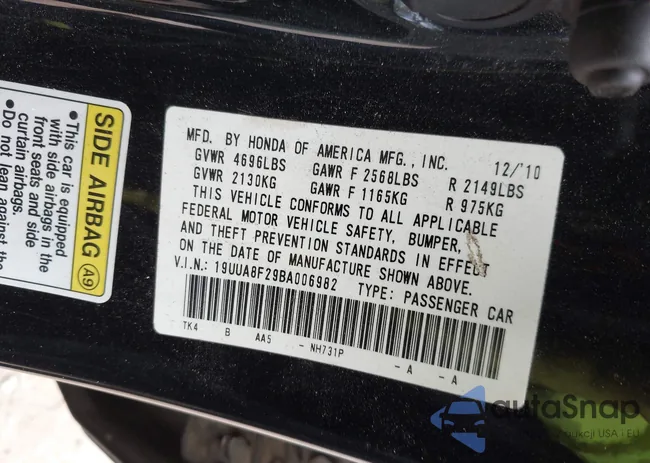 SIDE AIRBAG A9
•This car is equipped
with side airbags in the
front seats and side
curtain airbags.
•Do not lean against the
MFD. BY HONDA OF AMERICA MFG., INC. 12/'10
GVWR 4696LBS GAWR F 2568LBS R 2149LBS
GVWR 2130KG GAWR F 1165KG R 975KG
THIS VEHICLE CONFORMS TO ALL APPLICABLE
FEDERAL MOTOR VEHICLE SAFETY, BUMPER,
AND THEFT PREVENTION STANDARDS IN EFFECT
ON THE DATE OF MANUFACTURE SHOWN ABOVE.
V.I.N.: 19UUA8F29BA006982 TYPE: PASSENGER CAR
TK4 B AA5 - NH731P - A - A
autoSnap
aukcji USA i EU